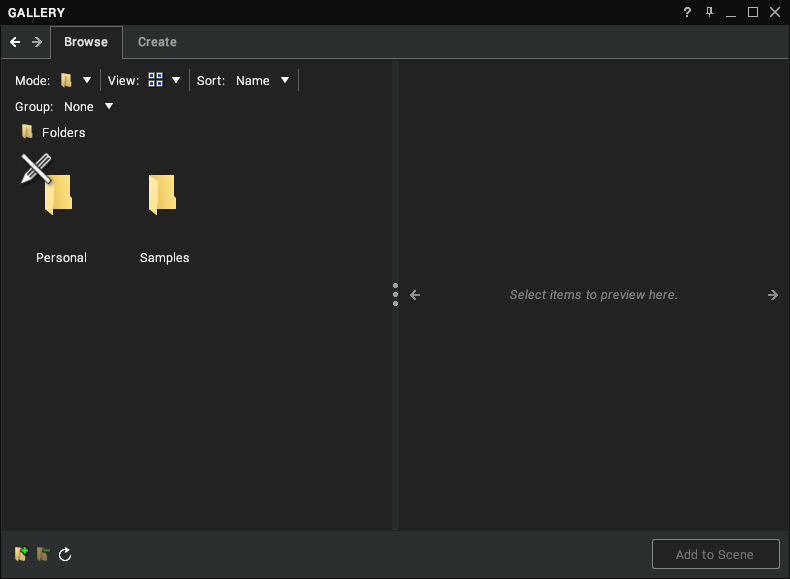 GALLERY ?
Browse Create
Mode: View: Sort: Name
Group: None
Folders
Personal Samples
Select items to preview here.
Add to Scene